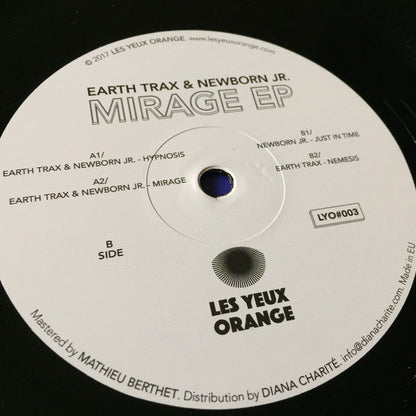 © 2017 LES YEUX ORANGE. www.lesyeuxorange.com
EARTH TRAX & NEWBORN JR.
MIRAGE EP
A1/
EARTH TRAX & NEWBORN JR. - HYPNOSIS
A2/
EARTH TRAX & NEWBORN JR. - MIRAGE
B1/
NEWBORN JR. - JUST IN TIME
B2/
EARTH TRAX - NEMESIS
LYO#003
B
SIDE
LES YEUX
ORANGE
Mastered by MATHIEU BERTHET. Distribution by DIANA CHARITÉ. info@dianacharite.com. Made in EU